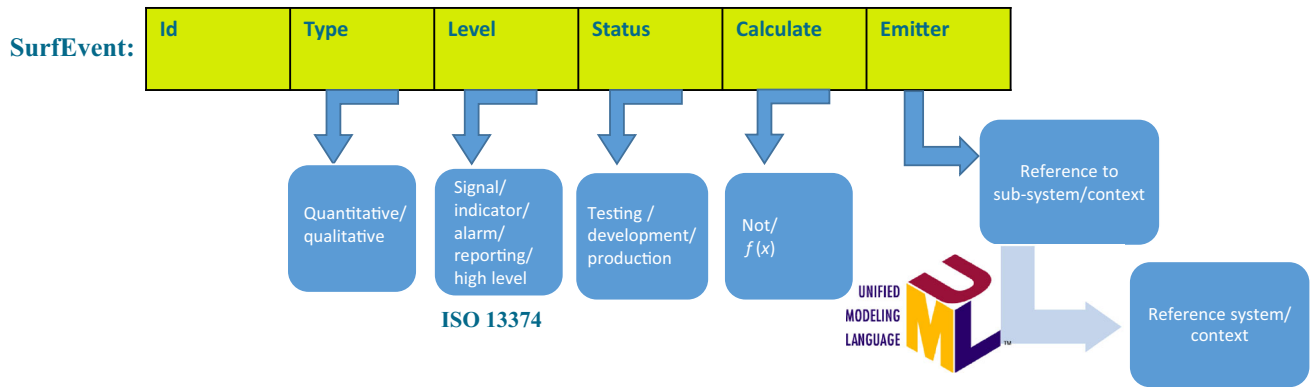 SurfEvent:
Id
Type
Level
Status
Calculate
Emitter
Quantitative/
qualitative
Signal/
indicator/
alarm/
reporting/
high level
ISO 13374
Testing /
development/
production
Not/
f (x)
Reference to
sub-system/context
UNIFIED
MODELING
LANGUAGE
UML
™
Reference system/
context